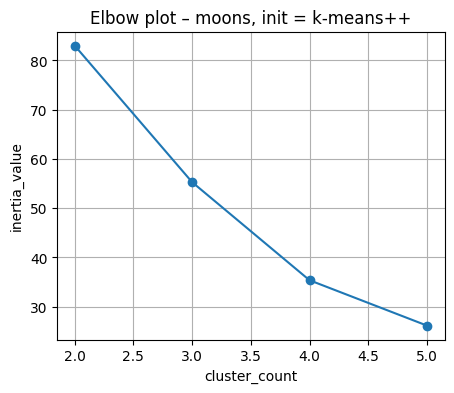 Elbow plot – moons, init = k-means++
inertia_value
80
70
60
50
40
30
2.0 2.5 3.0 3.5 4.0 4.5 5.0
cluster_count